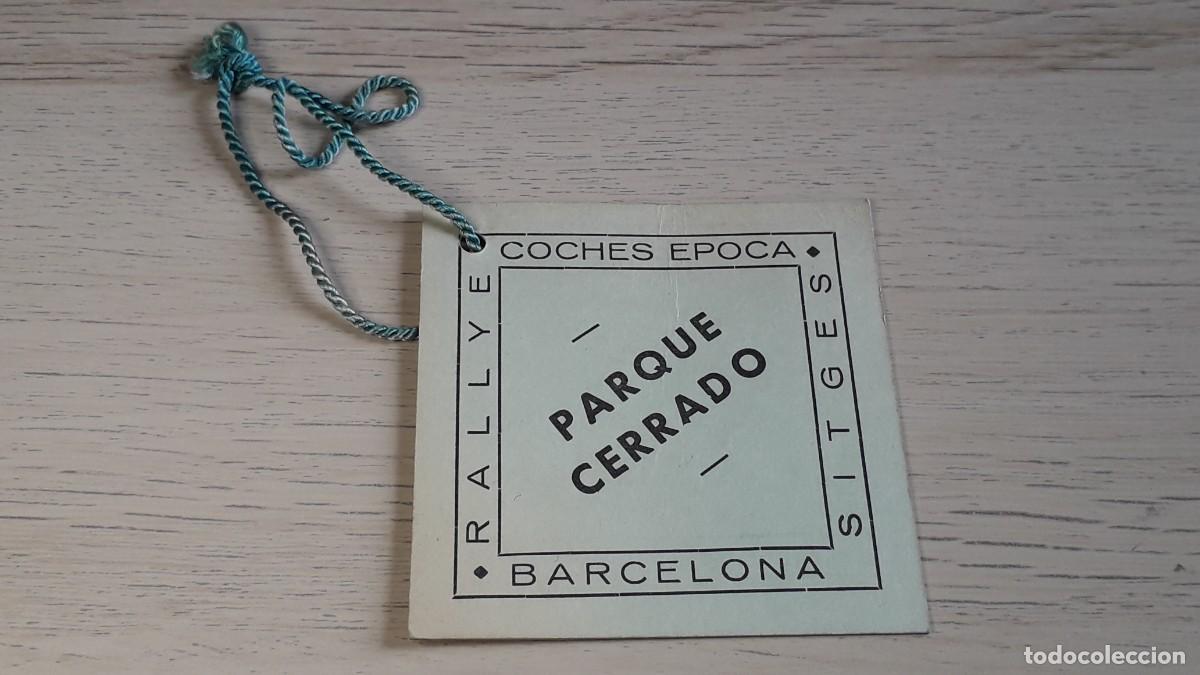 RALLYE
COCHES EPOCA
PARQUE
CERRADO
BARCELONA
SITGES
todocoleccion